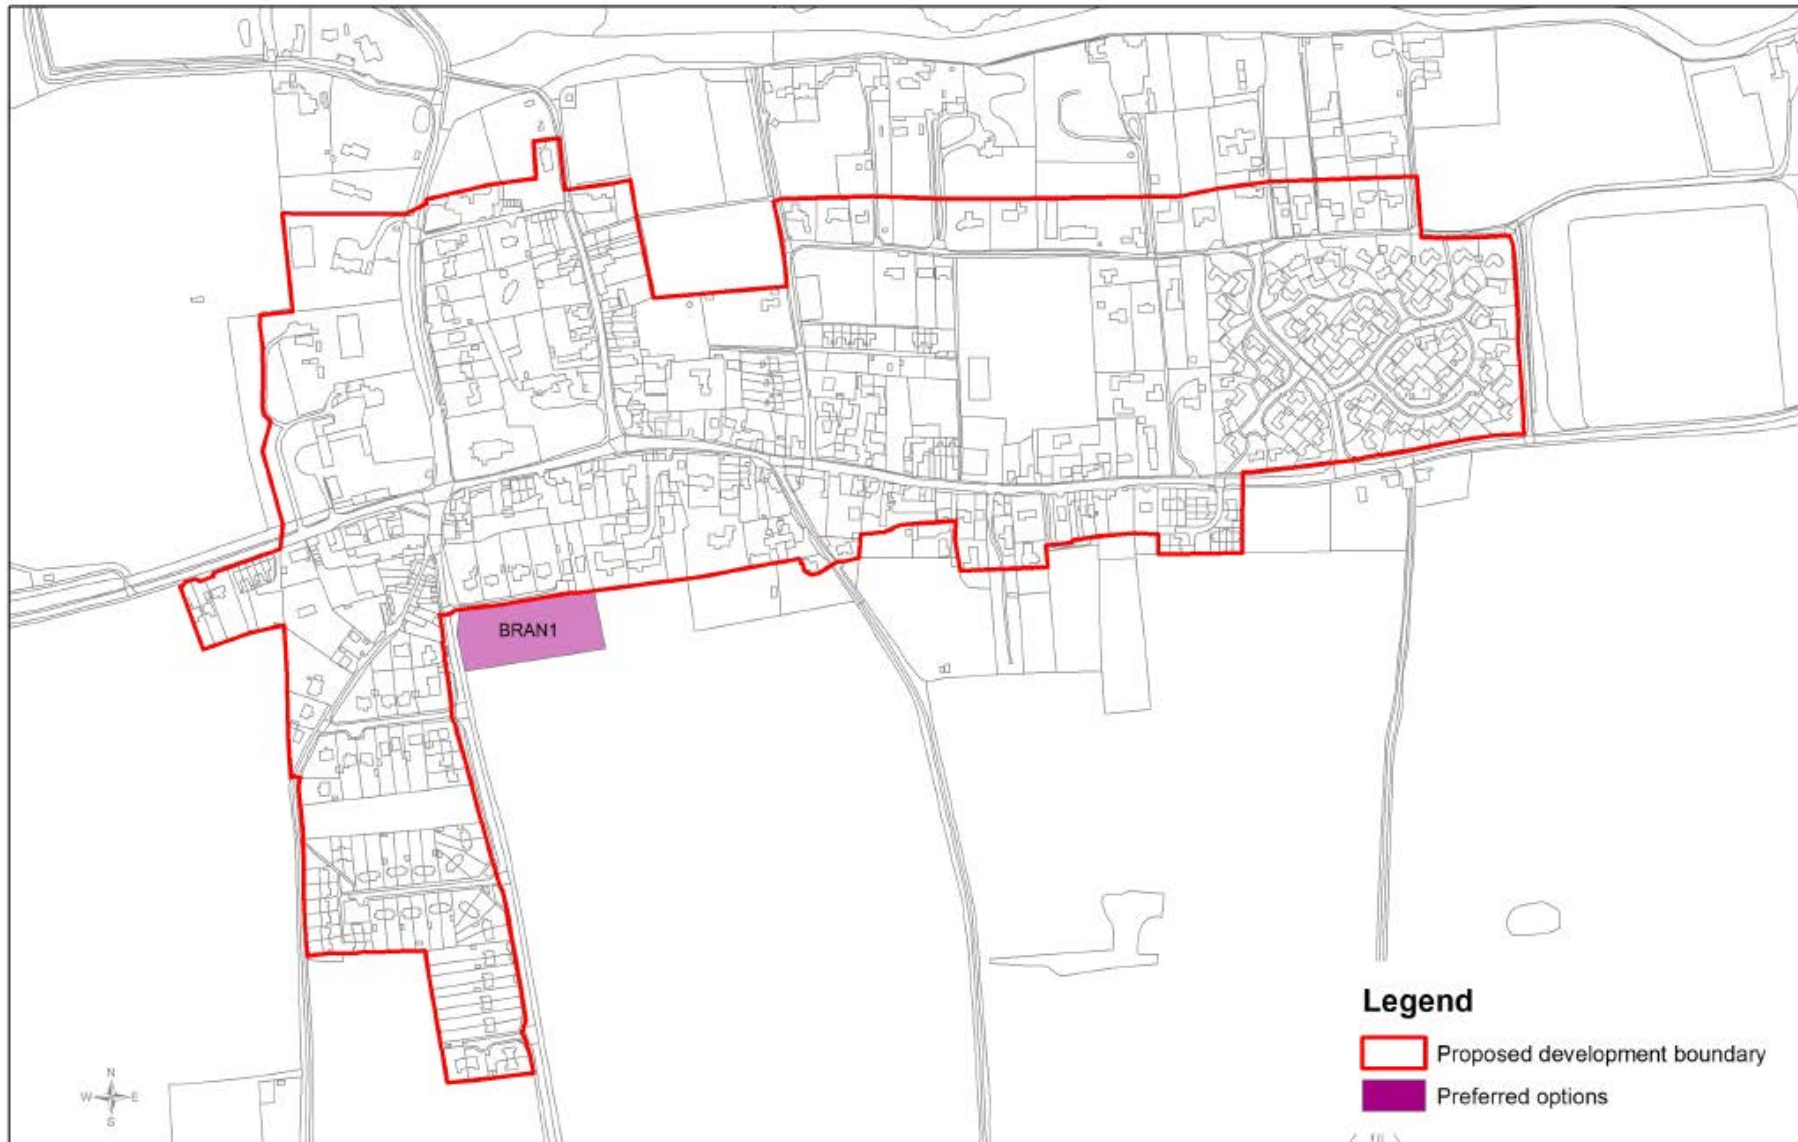 BRAN1
Legend
Proposed development boundary
Preferred options
N
W E
S